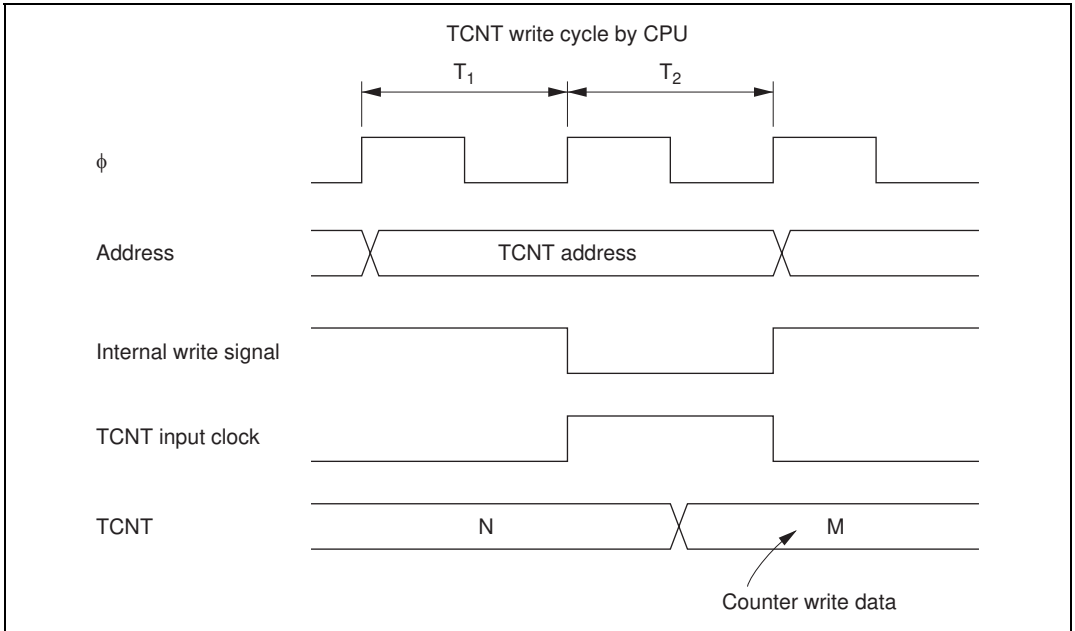 TCNT write cycle by CPU
T1 T2
ϕ
Address TCNT address
Internal write signal
TCNT input clock
TCNT N M
Counter write data